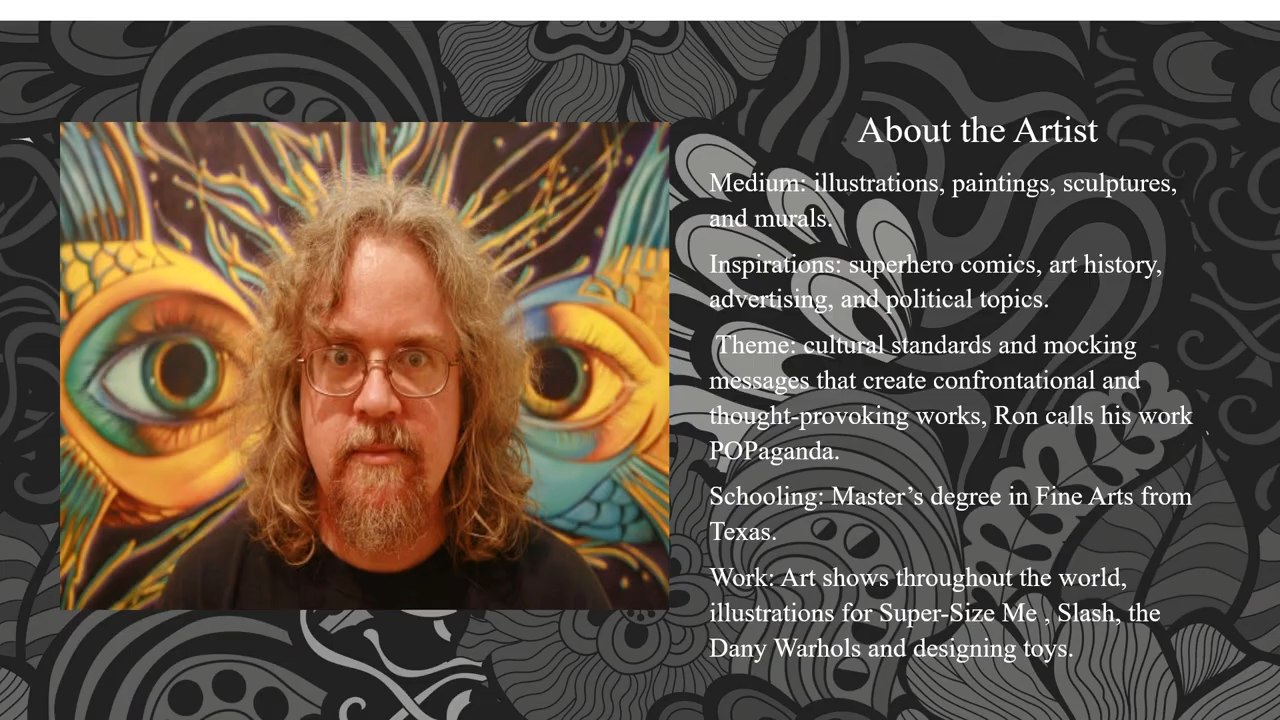 About the Artist
Medium: illustrations, paintings, sculptures,
and murals.
Inspirations: superhero comics, art history,
advertising, and political topics.
Theme: cultural standards and mocking
messages that create confrontational and
thought-provoking works, Ron calls his work
POPaganda.
Schooling: Master’s degree in Fine Arts from
Texas.
Work: Art shows throughout the world,
illustrations for Super-Size Me , Slash, the
Dany Warhols and designing toys.